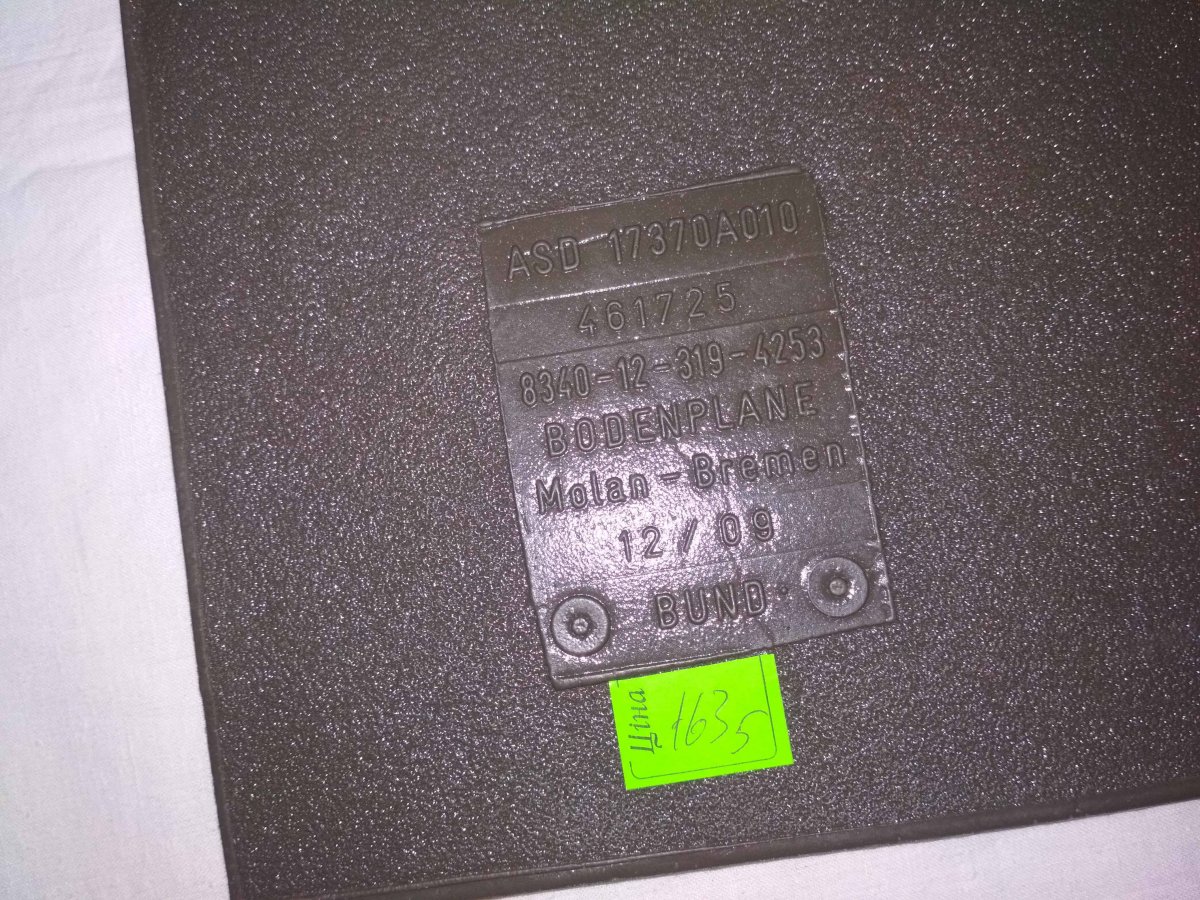 ASD 17370A010
461725
8340-12-319-4253
BODENPLANE
Molan-Bremen
12/09
BUND
Ціна 1635